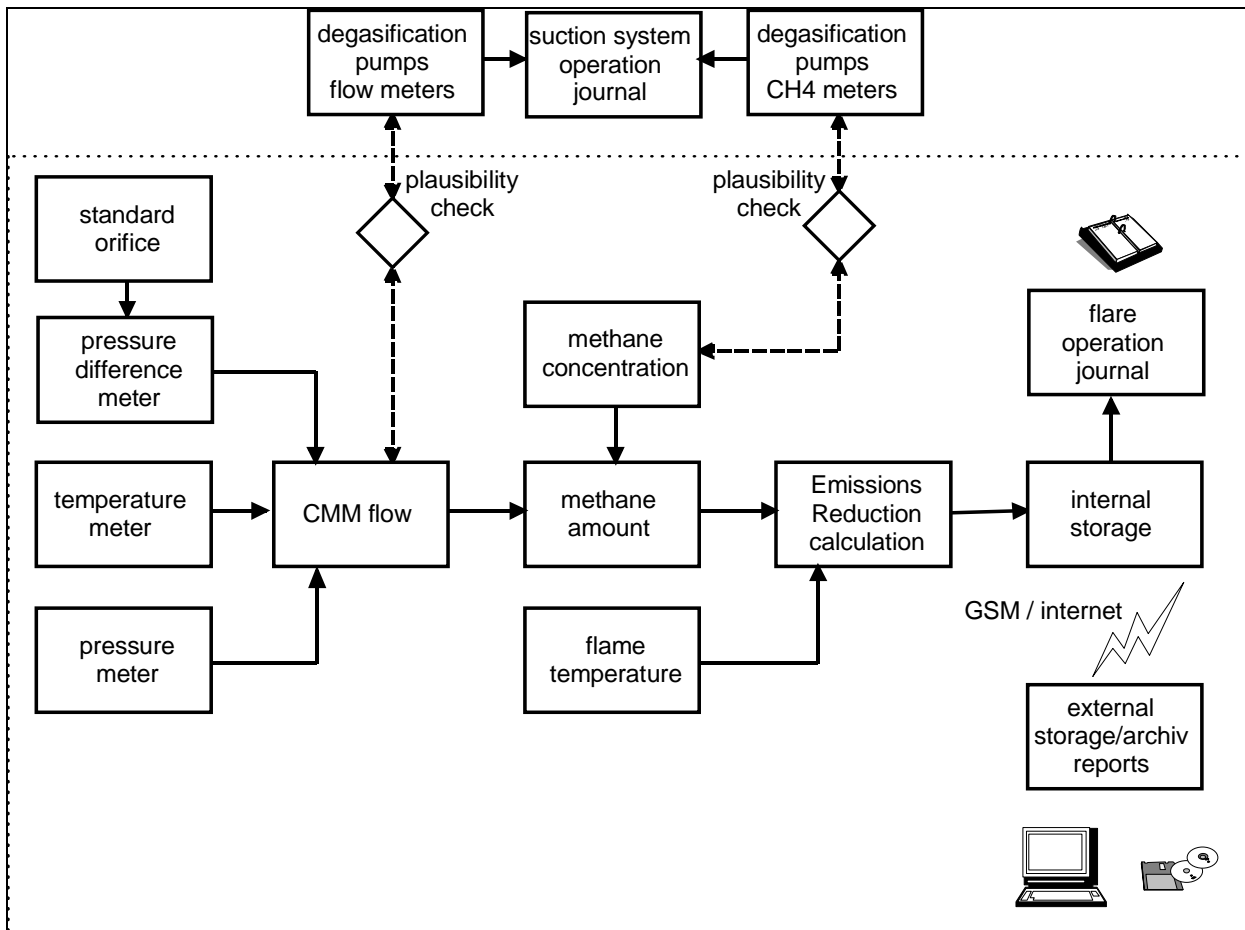 degasification
pumps
flow meters
suction system
operation
journal
degasification
pumps
CH4 meters
plausibility
check
plausibility
check
standard
orifice
pressure
difference
meter
methane
concentration
flare
operation
journal
temperature
meter
CMM flow
methane
amount
Emissions
Reduction
calculation
internal
storage
GSM / internet
pressure
meter
flame
temperature
external
storage/archiv
reports